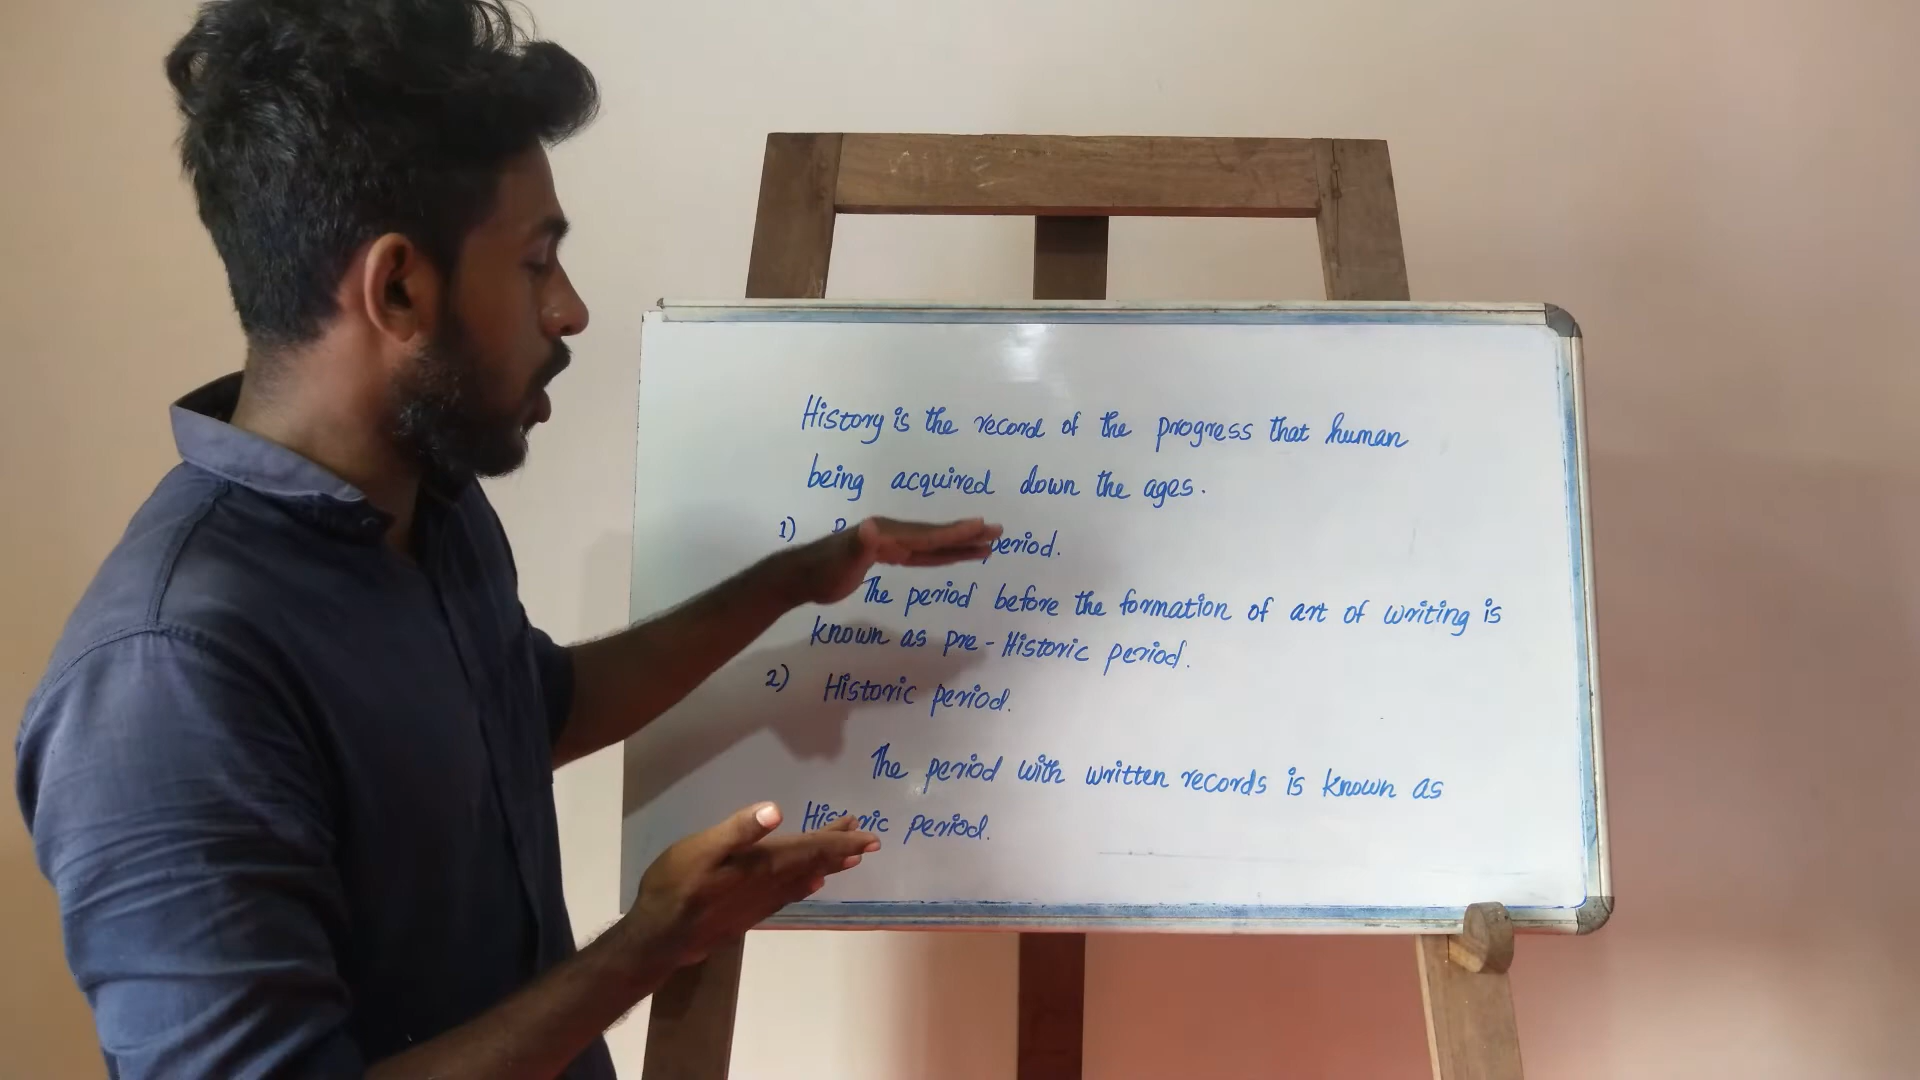 History is the record of the progress that human
being acquired down the ages.
1) period.
The period before the formation of art of writing is
known as pre-Historic period.
2) Historic period.
The period with written records is known as
Historic period.